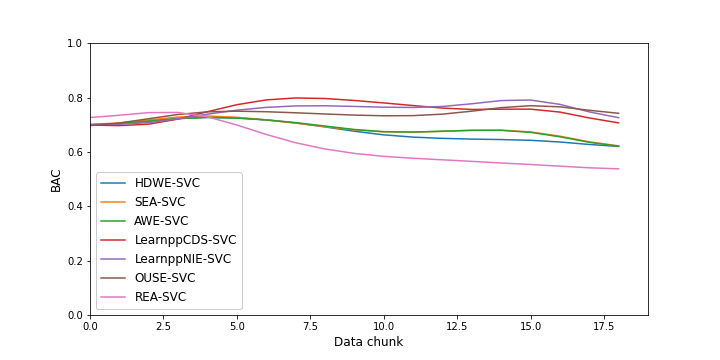 1.0
0.8
0.6
0.4
0.2
0.0
BAC
HDWE-SVC
SEA-SVC
AWE-SVC
LearnppCDS-SVC
LearnppNIE-SVC
OUSE-SVC
REA-SVC
0.0 2.5 5.0 7.5 10.0 12.5 15.0 17.5
Data chunk